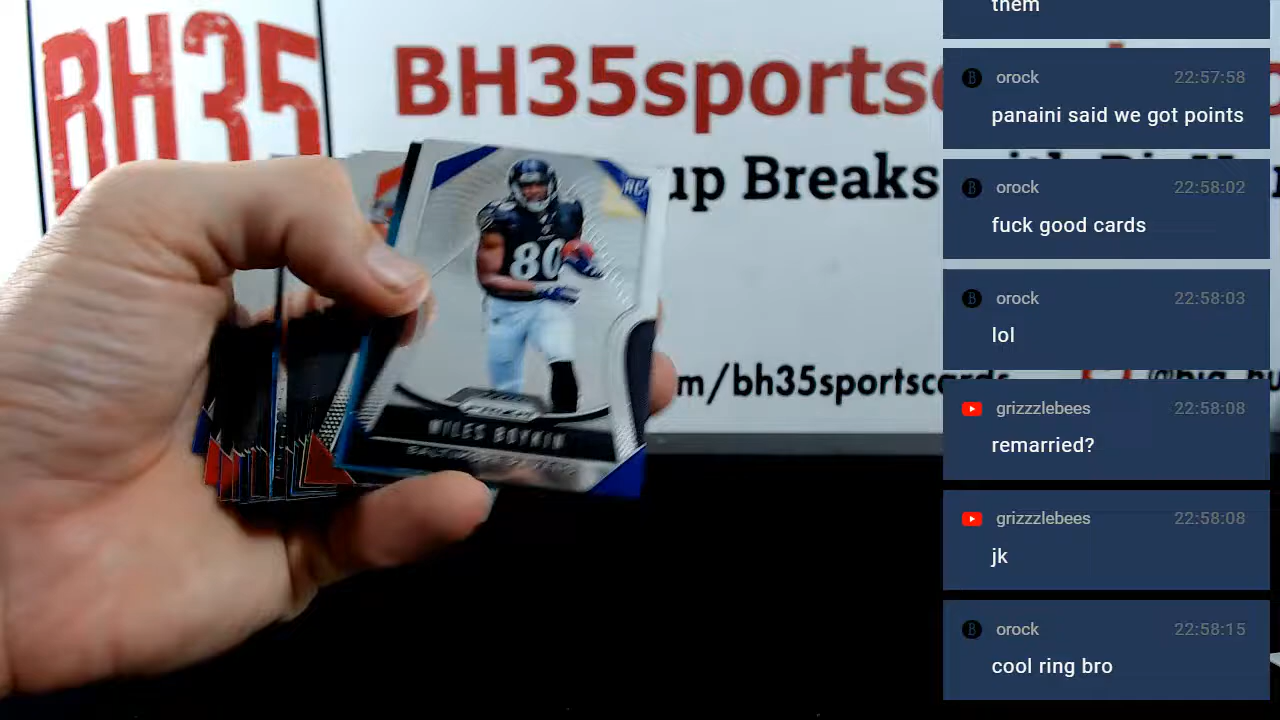 BH35
BH35sports
up Breaks with
m/bh35sportscards
RC
80
MILES BOYKIN
them
orock 22:57:58
panaini said we got points
orock 22:58:02
fuck good cards
orock 22:58:03
lol
grizzzlebees 22:58:08
remarried?
grizzzlebees 22:58:08
jk
orock 22:58:15
cool ring bro